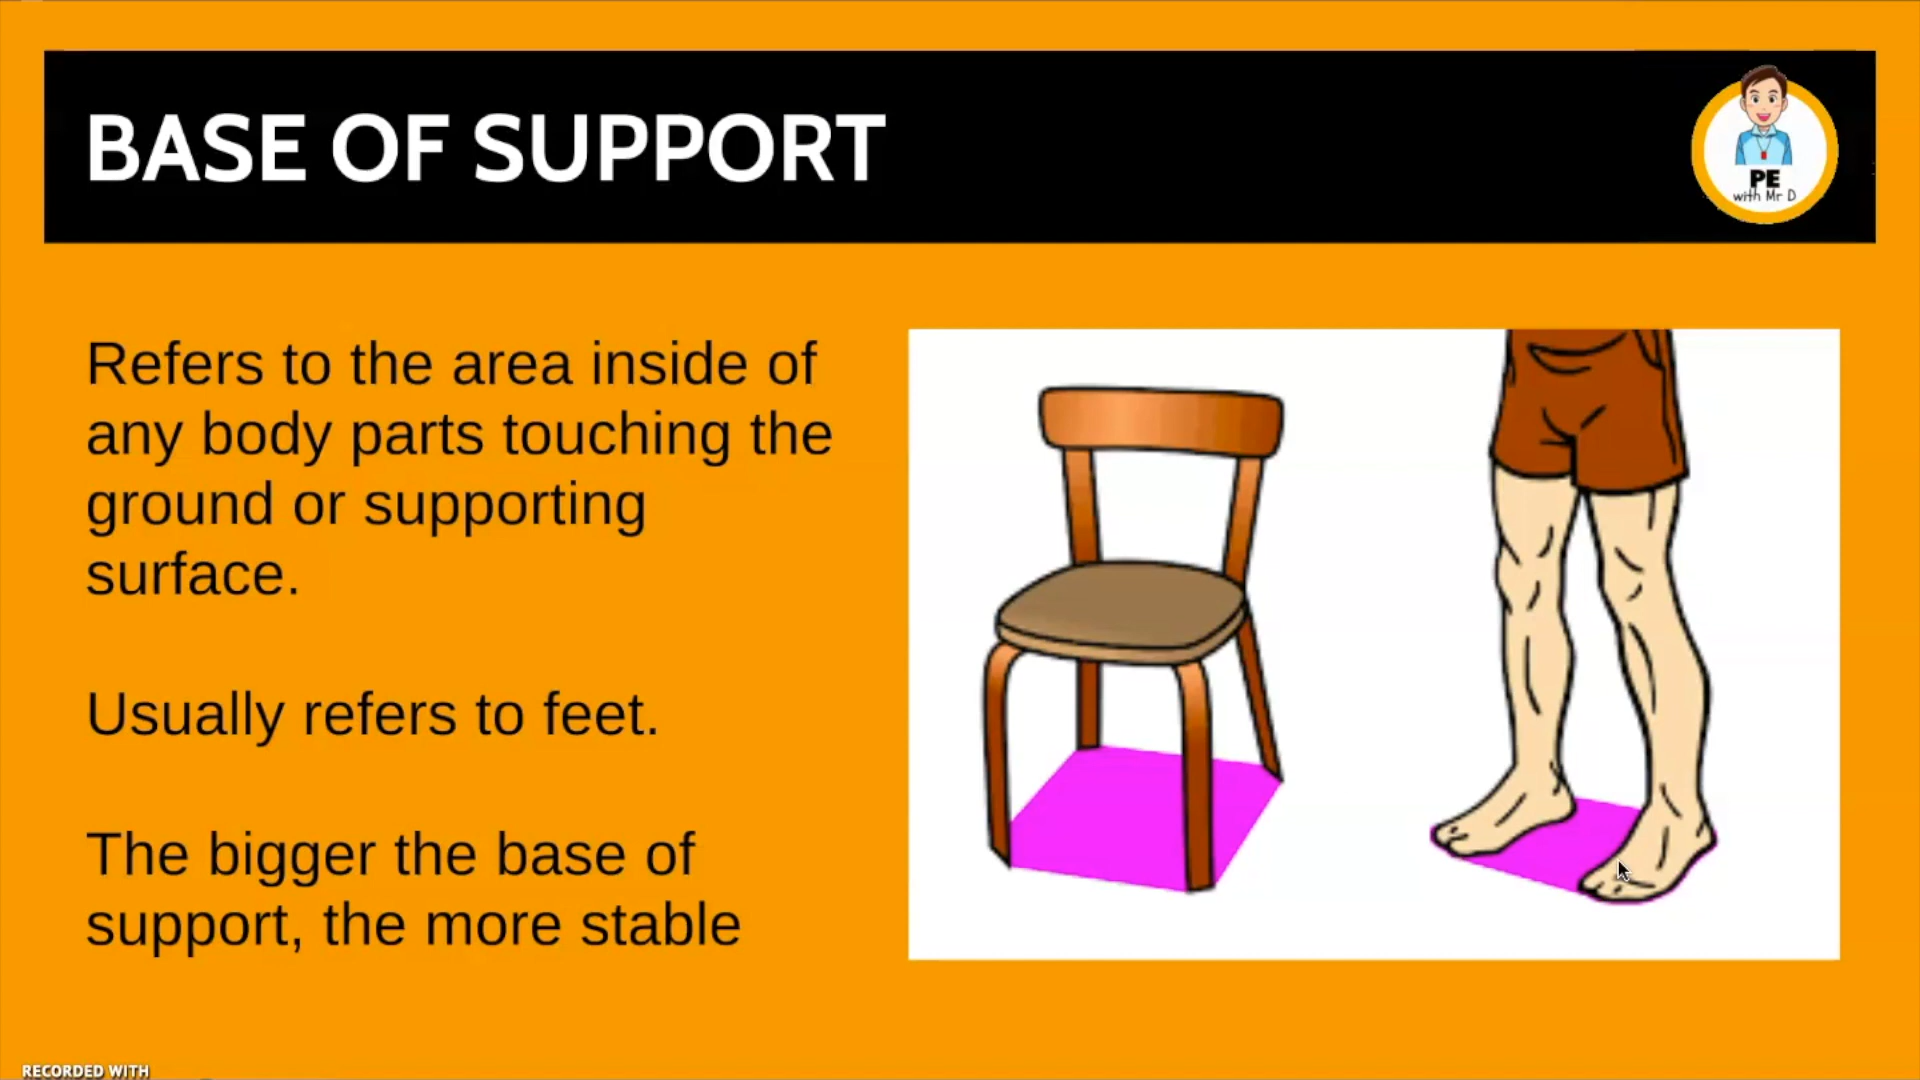 BASE OF SUPPORT
PE
with Mr D
Refers to the area inside of
any body parts touching the
ground or supporting
surface.
Usually refers to feet.
The bigger the base of
support, the more stable
RECORDED WITH